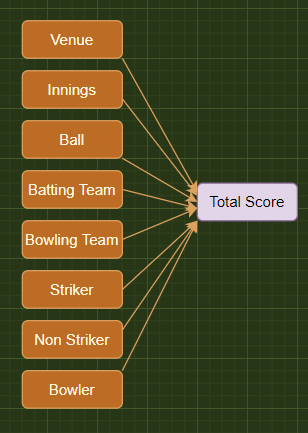 Venue
Innings
Ball
Batting Team
Bowling Team
Striker
Non Striker
Bowler
Total Score